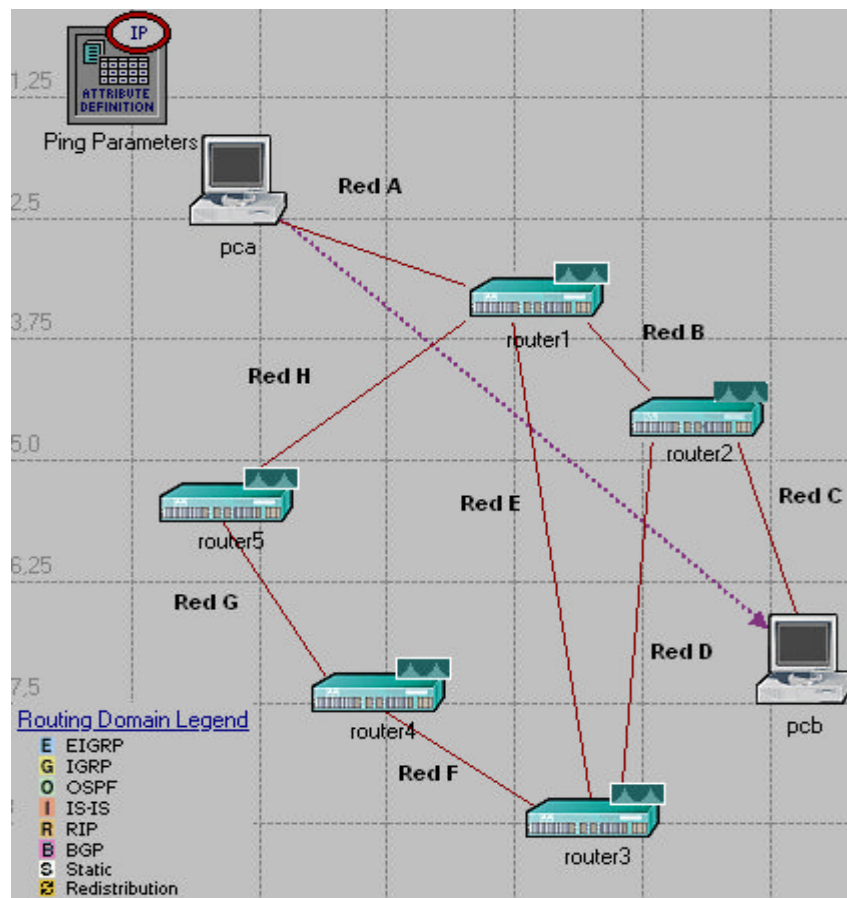 IP
1,25
ATTRIBUTE
DEFINITION
Ping Parameters
Red A
2,5
pca
3,75
router1
Red B
Red H
5,0
router2
Red E
Red C
router5
6,25
Red G
Red D
7,5
pcb
Routing Domain Legend
router4
E EIGRP
G IGRP
Red F
O OSPF
I IS-IS
R RIP
B BGP
router3
S Static
Redistribution